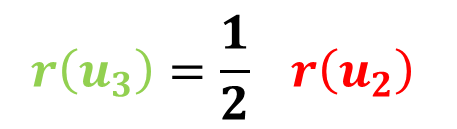 r(u₃) = 1/2 r(u₂)